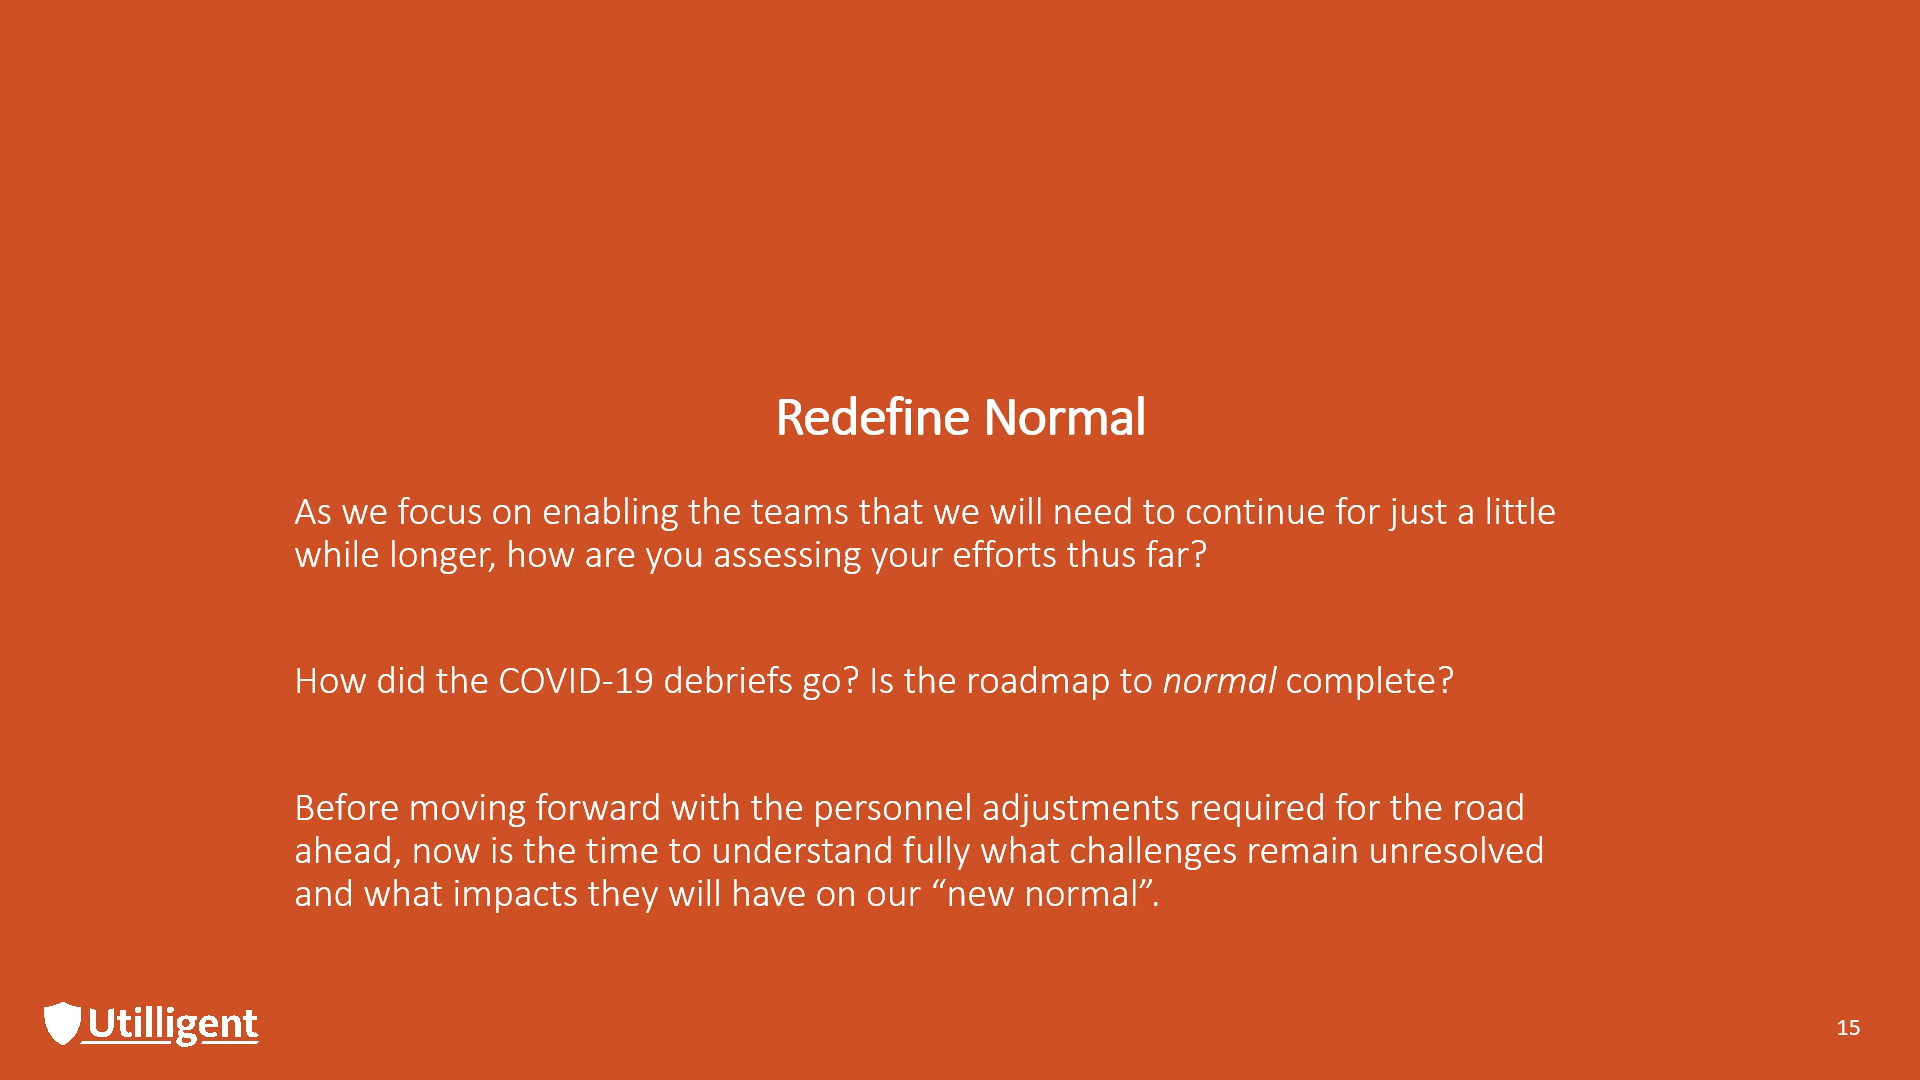 Redefine Normal
As we focus on enabling the teams that we will need to continue for just a little
while longer, how are you assessing your efforts thus far?
How did the COVID-19 debriefs go? Is the roadmap to normal complete?
Before moving forward with the personnel adjustments required for the road
ahead, now is the time to understand fully what challenges remain unresolved
and what impacts they will have on our “new normal”.
Utilligent
15